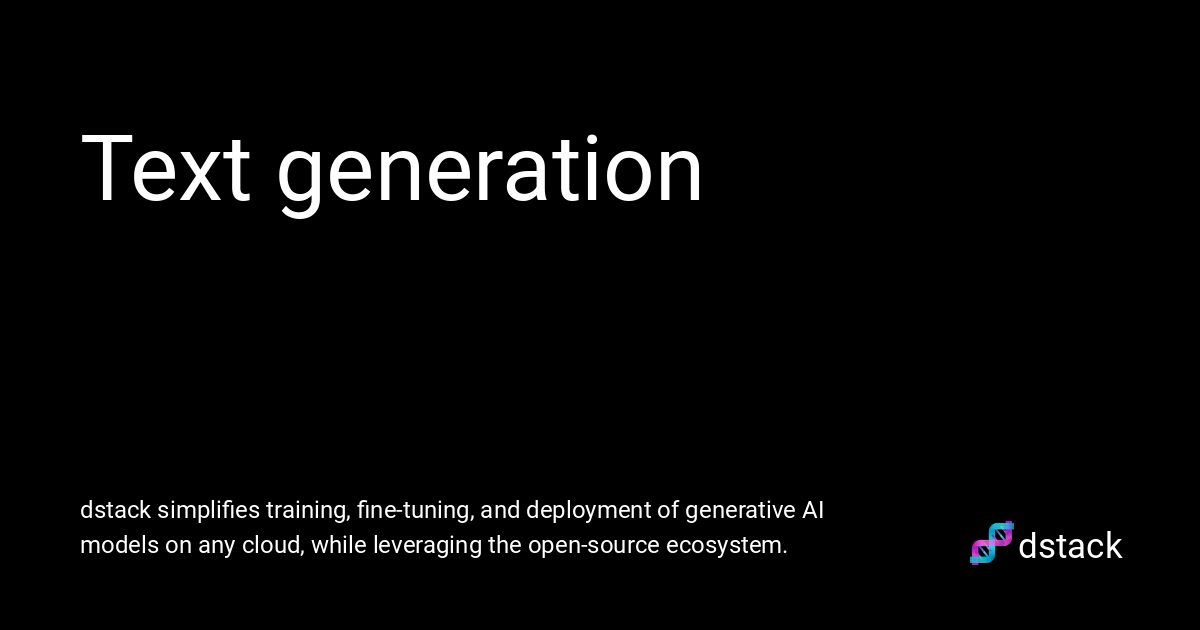 Text generation
dstack simplifies training, fine-tuning, and deployment of generative AI
models on any cloud, while leveraging the open-source ecosystem.
dstack